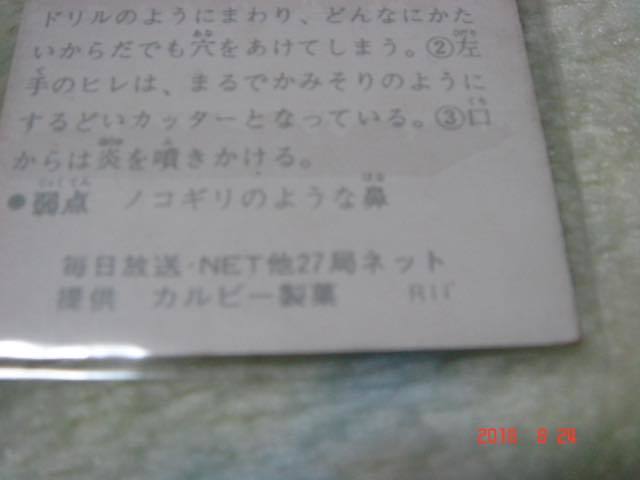 ドリルのようにまわり、どんなにかた
いからだでも穴をあけてしまう。②左
手のヒレは、まるでかみそりのように
するどいカッターとなっている。③口
からは炎を噴きかける。
●弱点 ノコギリのような鼻
毎日放送・NET他27局ネット
提供 カルビー製菓
2010 8 24